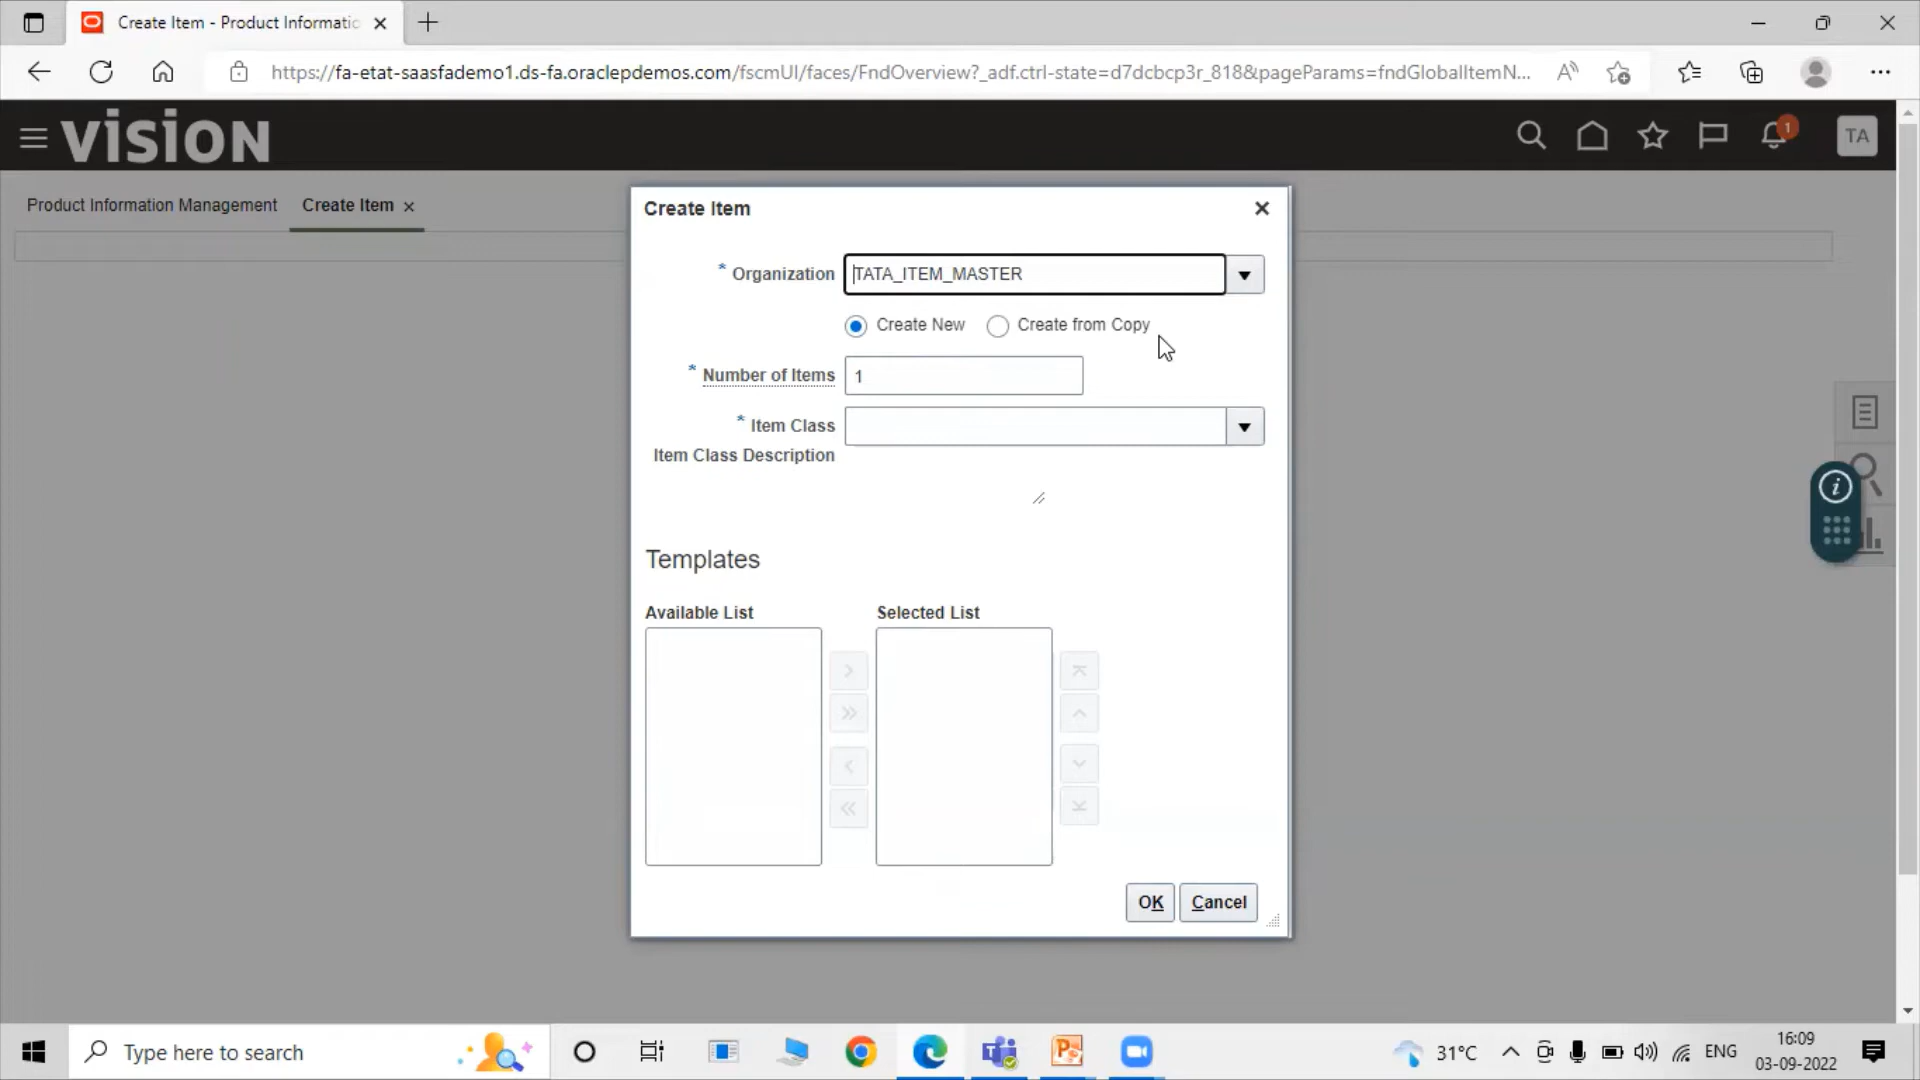 Create Item - Product Informatio
https://fa-etat-saasfademo1.ds-fa.oraclepdemos.com/fscmUI/faces/FndOverview?_adf.ctrl-state=d7dcbcp3r_818&pageParams=fndGlobalItemN...
VISION
1
TA
Product Information Management
Create Item
Create Item
* Organization TATA_ITEM_MASTER
Create New Create from Copy
* Number of Items 1
* Item Class
Item Class Description
Templates
Available List Selected List
OK Cancel
Type here to search
31°C
ENG
16:09
03-09-2022